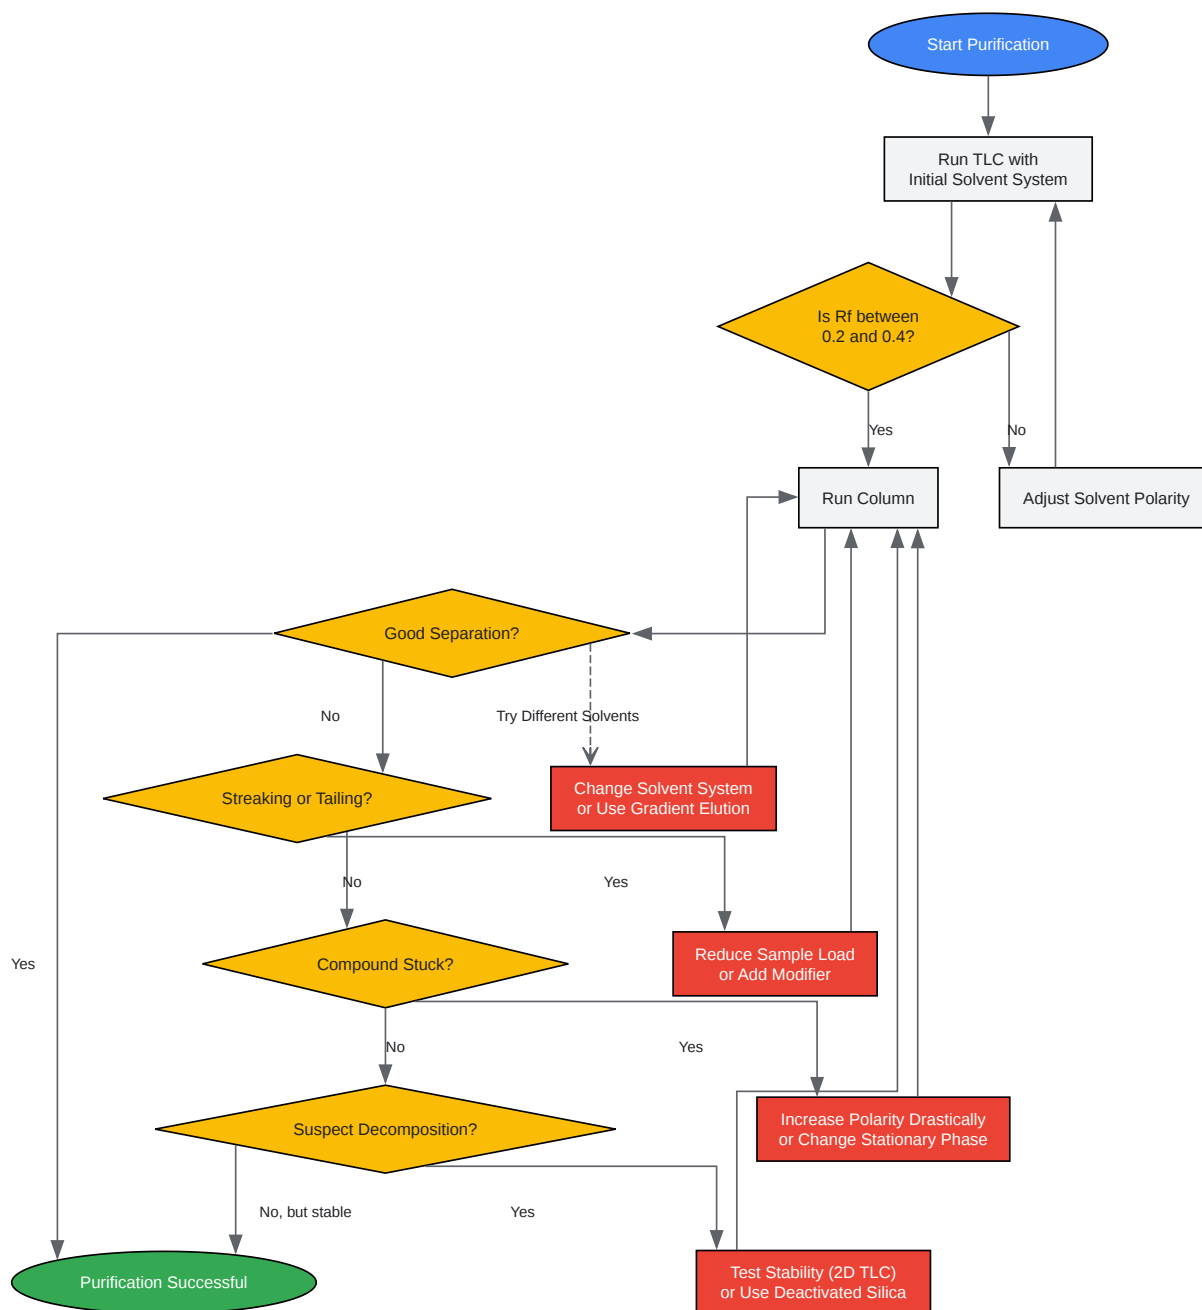 Start Purification
Run TLC with
Initial Solvent System
Is Rf between
0.2 and 0.4?
Yes
No
Run Column
Adjust Solvent Polarity
Good Separation?
No
Try Different Solvents
Streaking or Tailing?
Change Solvent System
or Use Gradient Elution
No
Yes
Yes
Compound Stuck?
Reduce Sample Load
or Add Modifier
No
Yes
Suspect Decomposition?
Increase Polarity Drastically
or Change Stationary Phase
No, but stable
Yes
Purification Successful
Test Stability (2D TLC)
or Use Deactivated Silica